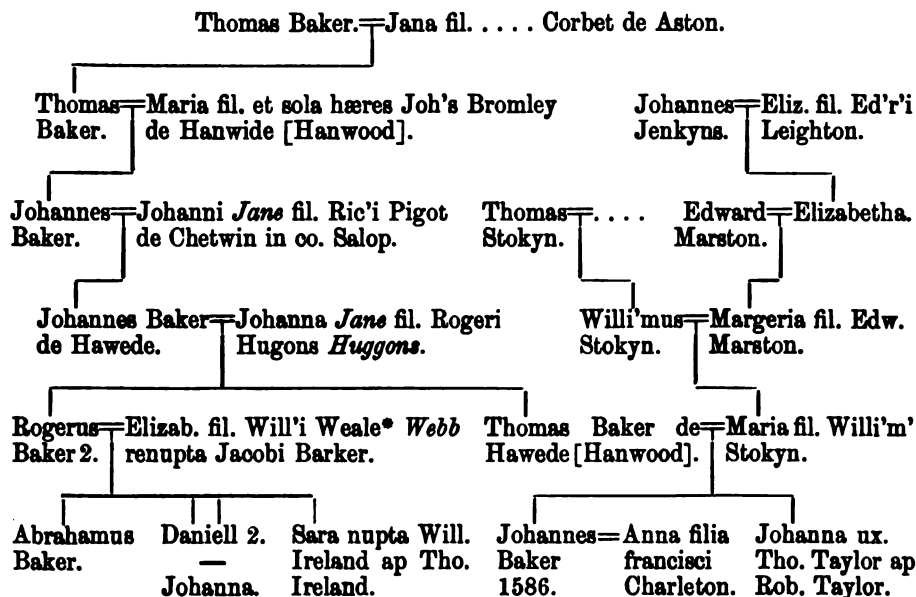 Thomas Baker.=Jana fil. . . . . . Corbet de Aston.
Thomas=Maria fil. et sola hæres Joh's Bromley
Baker. de Hanwide [Hanwood].
Johannes=Eliz. fil. Ed'r'i
Jenkyns. Leighton.
Johannes=Johanni Jane fil. Ric'i Pigot
Baker. de Chetwin in co. Salop.
Thomas=. . . .
Stokyn.
Edward=Elizabetha.
Marston.
Johannes Baker=Johanna Jane fil. Rogeri
de Hawede. Hugons Huggons.
Willi'mus=Margeria fil. Edw.
Stokyn. Marston.
Rogerus=Elizab. fil. Will'i Weale* Webb
Baker 2. renupta Jacobi Barker.
Thomas Baker de=Maria fil. Willi'm'
Hawede [Hanwood]. Stokyn.
Abrahamus
Baker.
Daniell 2.
—
Johanna.
Sara nupta Will.
Ireland ap Tho.
Ireland.
Johannes=Anna filia
Baker francisci
1586. Charleton.
Johanna ux.
Tho. Taylor ap
Rob. Taylor.